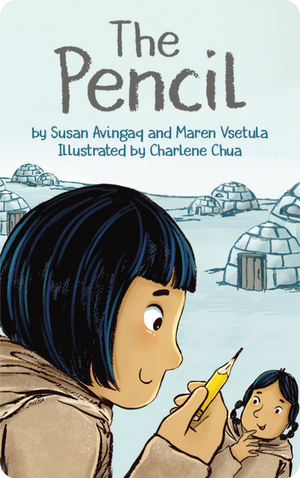 The
Pencil
by Susan Avingaq and Maren Vsetula
Illustrated by Charlene Chua